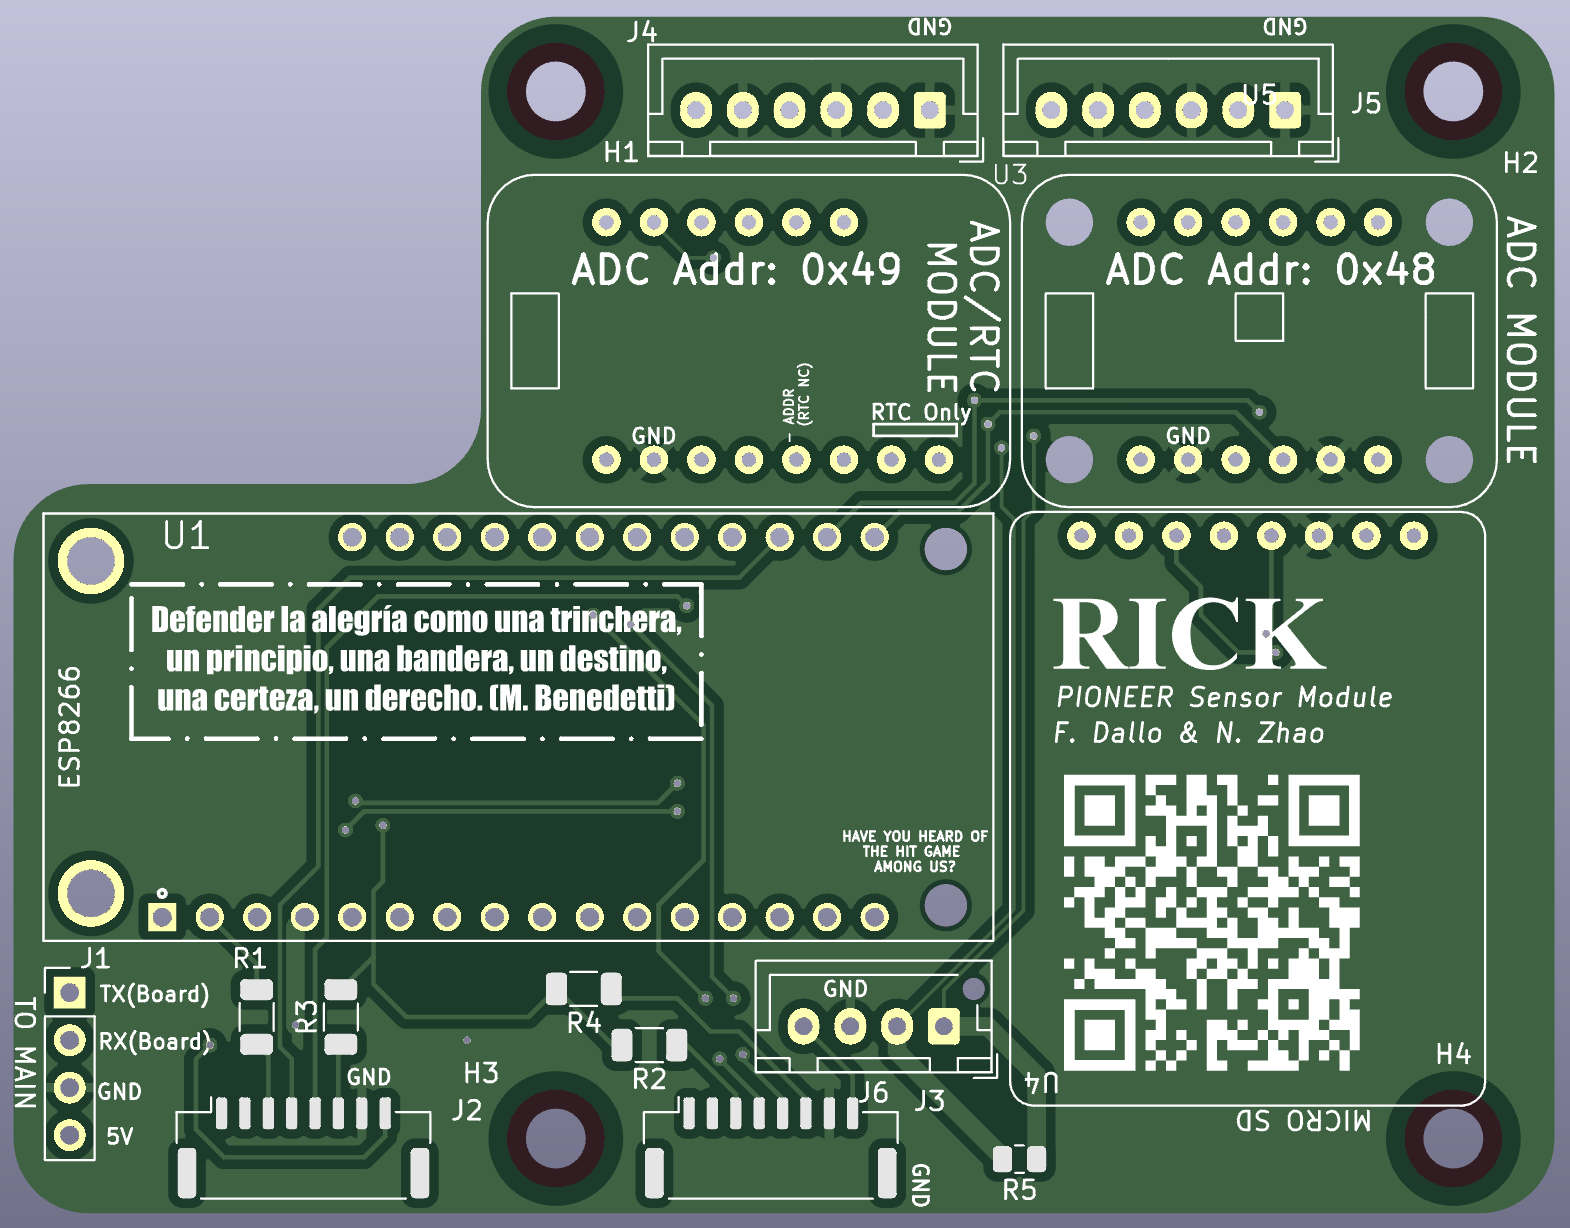 GND
GND
J4
U5
J5
H1
H2
U3
ADC Addr: 0x49
ADC/RTC
MODULE
ADC Addr: 0x48
ADC MODULE
— ADDR
(RTC NC)
RTC Only
GND
GND
U1
ESP8266
Defender la alegría como una trinchera,
un principio, una bandera, un destino,
una certeza, un derecho. (M. Benedetti)
RICK
PIONEER Sensor Module
F. Dallo & N. Zhao
HAVE YOU HEARD OF
THE HIT GAME
AMONG US?
J1
TX(Board)
RX(Board)
GND
5V
TO MAIN
R1
R3
R4
R2
GND
GND
H3
J2
J6
J3
U4
H4
MICRO SD
GND
R5